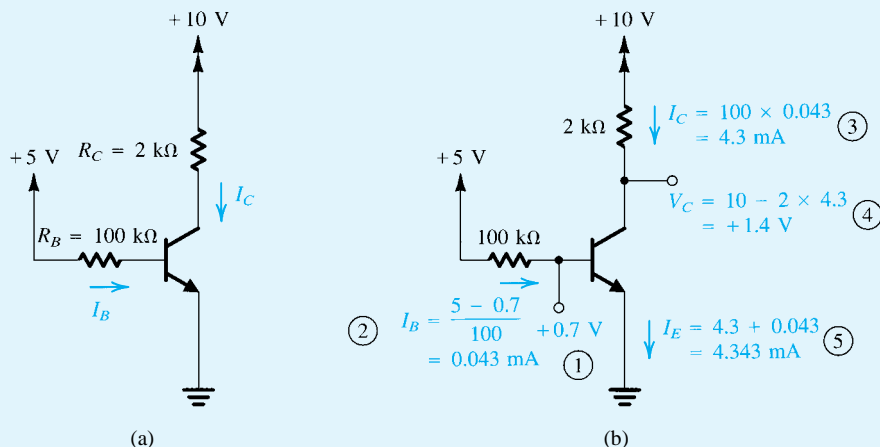 +10 V
R_C = 2 kΩ
+5 V
I_C
R_B = 100 kΩ
I_B
(a)
+10 V
I_C = 100 × 0.043
= 4.3 mA
3
2 kΩ
+5 V
V_C = 10 − 2 × 4.3
= +1.4 V
4
100 kΩ
2
I_B = 5 − 0.7 / 100
= 0.043 mA
+0.7 V
1
I_E = 4.3 + 0.043
= 4.343 mA
5
(b)